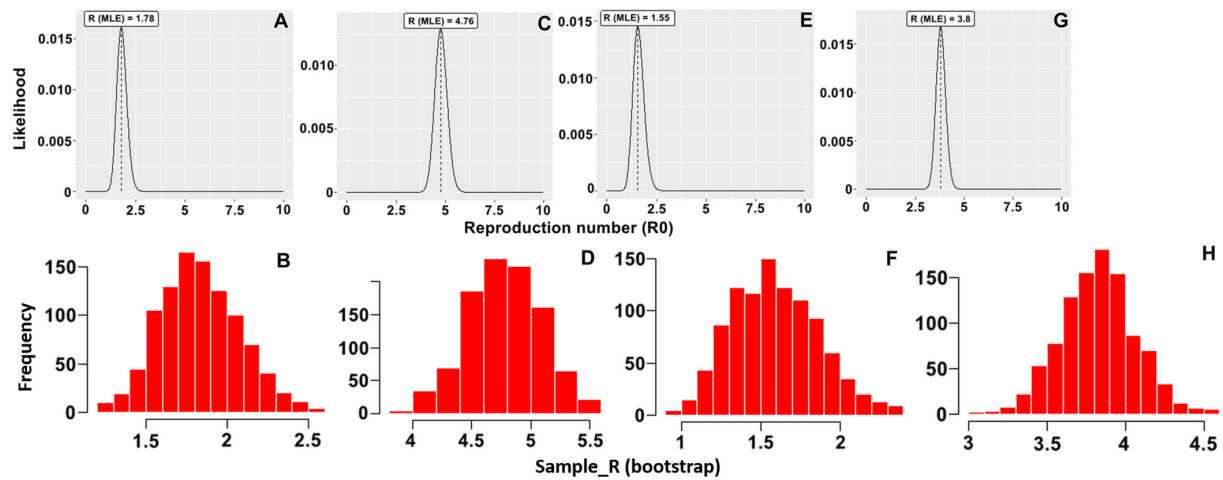 A
R (MLE) = 1.78
0.015
0.010
0.005
0
0 2.5 5 7.5 10
Likelihood
C
R (MLE) = 4.76
0.010
0.005
0
0 2.5 5 7.5 10
E
R (MLE) = 1.55
0.015
0.010
0.005
0
0 2.5 5 7.5 10
G
R (MLE) = 3.8
0.015
0.010
0.005
0
0 2.5 5 7.5 10
Reproduction number (R0)
B
150
100
50
0
1.5 2 2.5
Frequency
D
150
100
50
0
4 4.5 5 5.5
F
150
100
50
0
1 1.5 2
H
150
100
50
0
3 3.5 4 4.5
Sample_R (bootstrap)